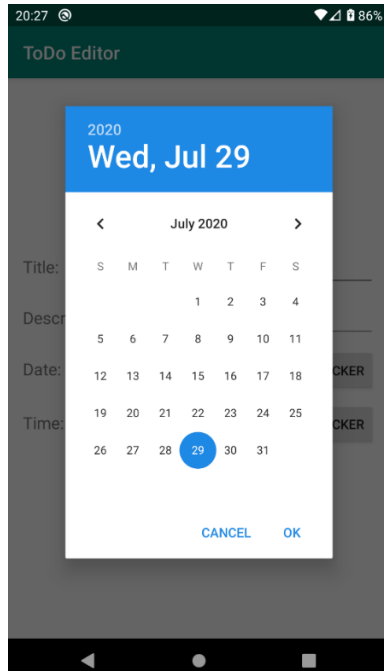 20:27 86%
ToDo Editor
2020
Wed, Jul 29
July 2020
S M T W T F S
1 2 3 4
5 6 7 8 9 10 11
Title:
12 13 14 15 16 17 18
Descr
19 20 21 22 23 24 25
Date: CKER
26 27 28 29 30 31
Time: CKER
CANCEL OK